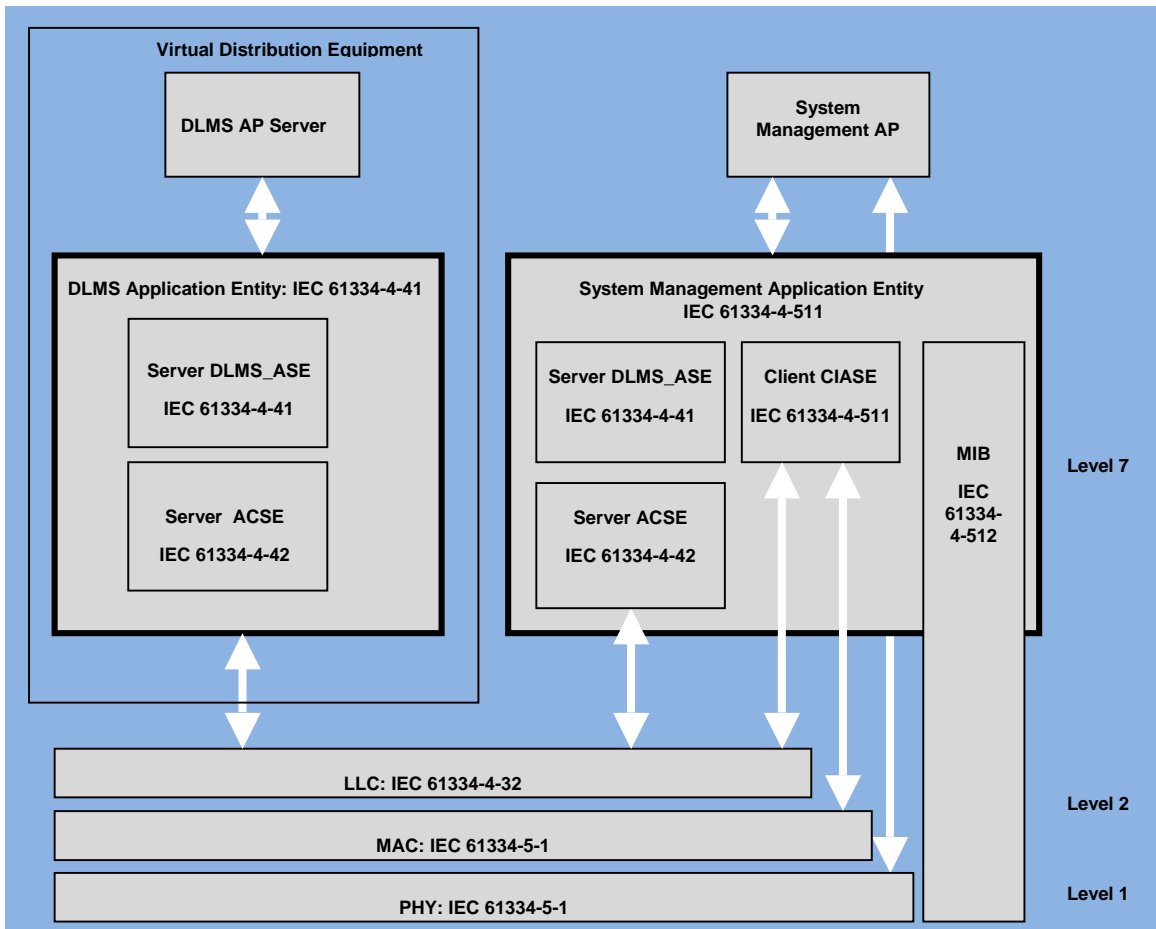 Virtual Distribution Equipment
DLMS AP Server
System
Management AP
DLMS Application Entity: IEC 61334-4-41
Server DLMS_ASE
IEC 61334-4-41
Server ACSE
IEC 61334-4-42
System Management Application Entity
IEC 61334-4-511
Server DLMS_ASE
IEC 61334-4-41
Client CIASE
IEC 61334-4-511
Server ACSE
IEC 61334-4-42
MIB
IEC
61334-
4-512
Level 7
LLC: IEC 61334-4-32
MAC: IEC 61334-5-1
Level 2
PHY: IEC 61334-5-1
Level 1